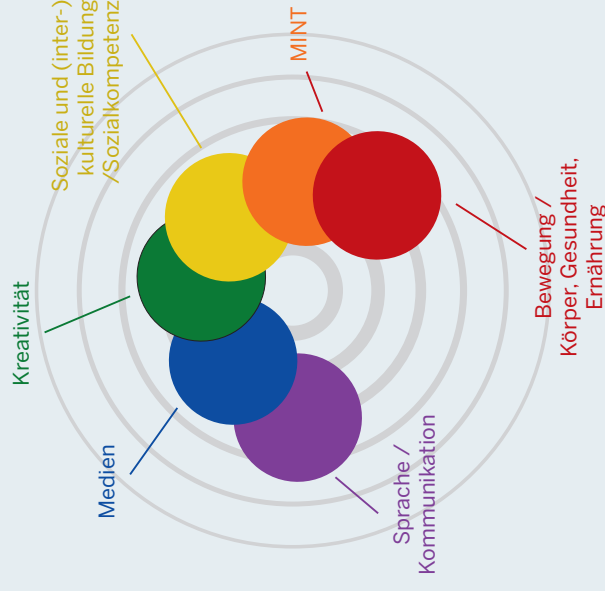 Soziale und (inter-)
kulturelle Bildung
/Sozialkompetenz
MINT
Bewegung /
Körper, Gesundheit,
Ernährung
Kreativität
Medien
Sprache /
Kommunikation